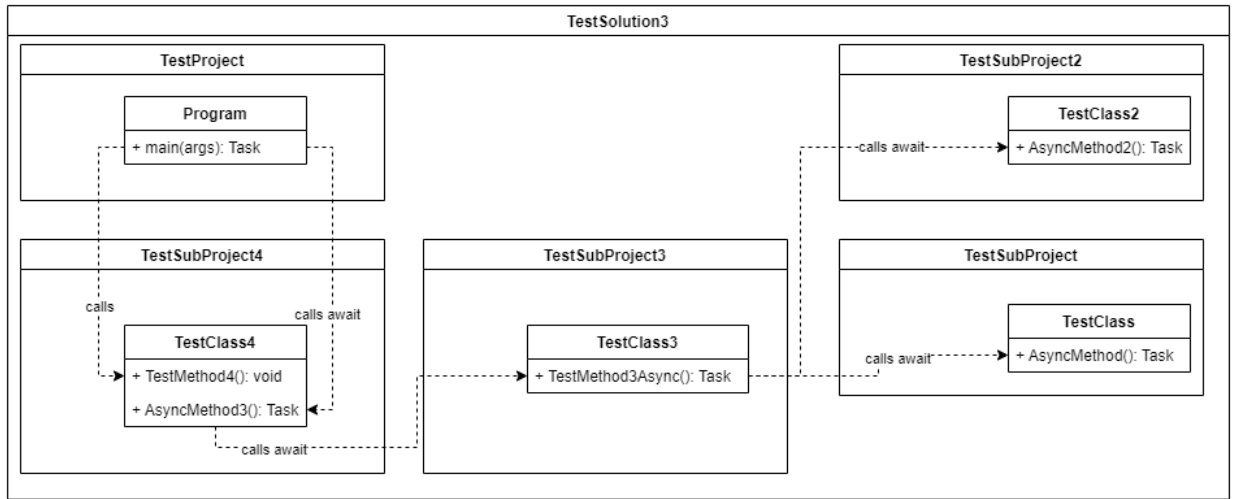 TestSolution3
TestProject
Program
+ main(args): Task
TestSubProject2
TestClass2
+ AsyncMethod2(): Task
calls await
TestSubProject4
calls
calls await
TestClass4
+ TestMethod4(): void
+ AsyncMethod3(): Task
calls await
TestSubProject3
TestClass3
+ TestMethod3Async(): Task
TestSubProject
TestClass
+ AsyncMethod(): Task
calls await